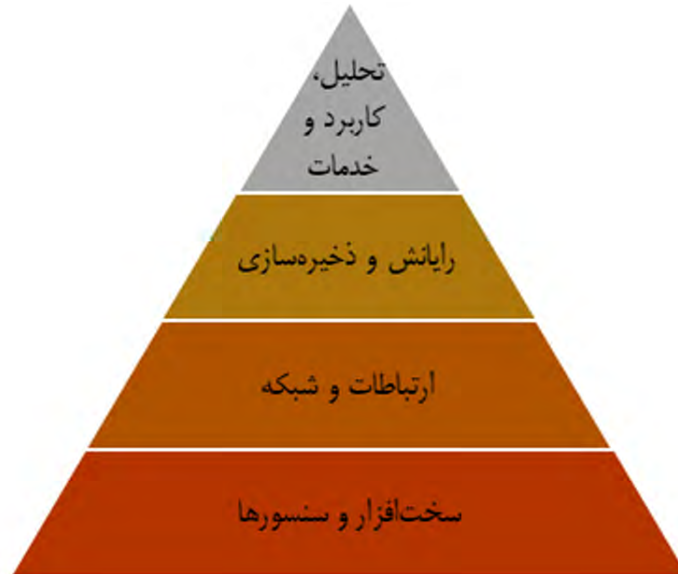 تحلیل،
کاربرد و
خدمات
رایانش و ذخیره‌سازی
ارتباطات و شبکه
سخت‌افزار و سنسورها